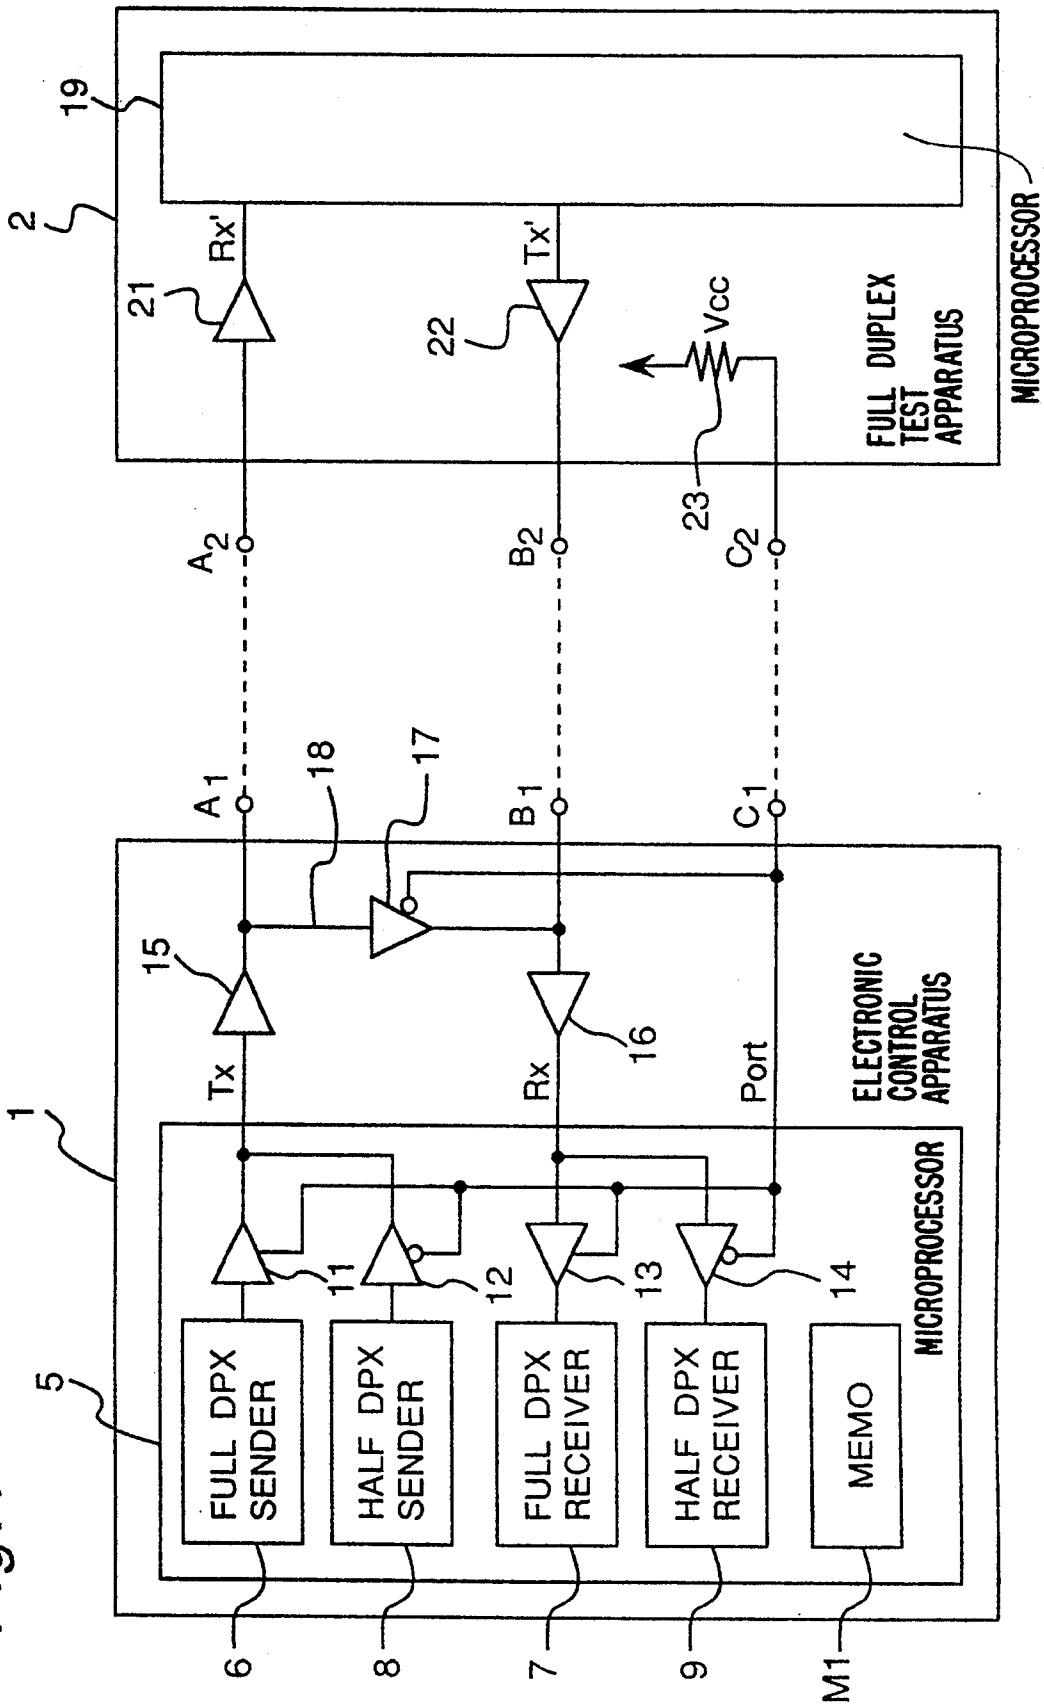 1
2
5
19
MICROPROCESSOR
FULL DPX
SENDER
6
11
Tx
15
A1
A2
21
Rx'
HALF DPX
SENDER
8
12
18
17
FULL DPX
RECEIVER
7
13
Rx
16
B1
B2
22
Tx'
HALF DPX
RECEIVER
9
14
Port
C1
C2
23
Vcc
MEMO
M1
MICROPROCESSOR
ELECTRONIC
CONTROL
APPARATUS
FULL DUPLEX
TEST
APPARATUS